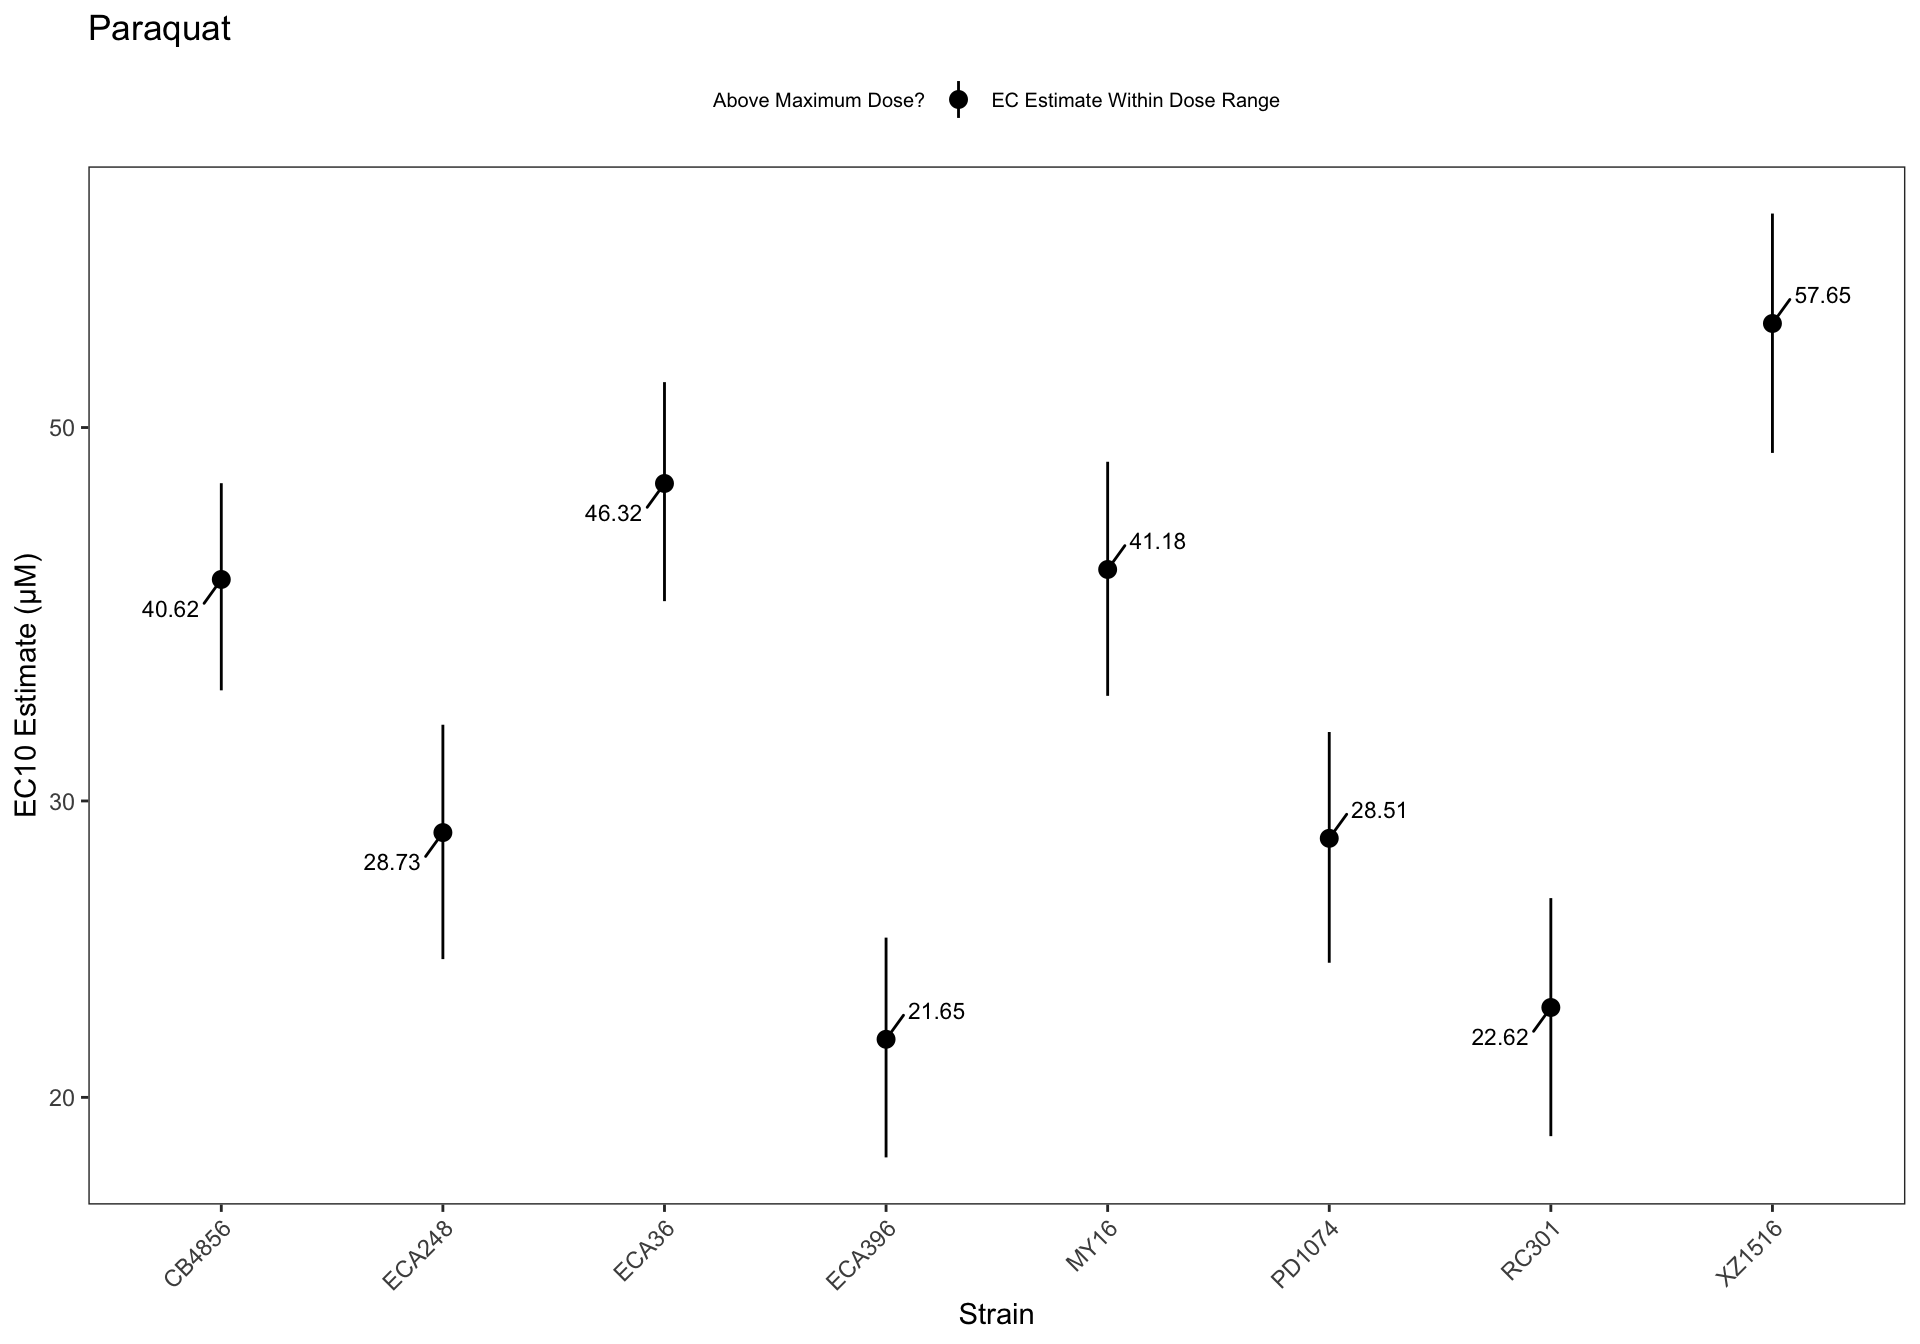 Paraquat
Above Maximum Dose? EC Estimate Within Dose Range
EC10 Estimate (µM)
50
30
20
57.65
46.32
41.18
40.62
28.51
28.73
21.65
22.62
CB4856
ECA248
ECA36
ECA396
MY16
PD1074
RC301
XZ1516
Strain